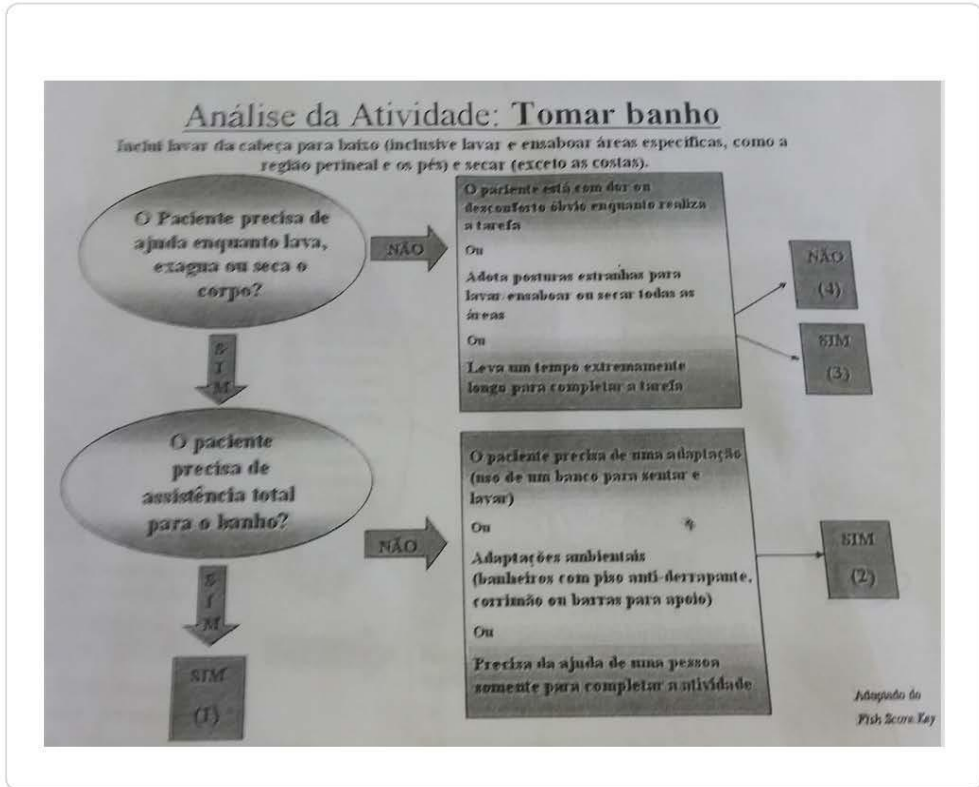 Análise da Atividade: Tomar banho
Inclui lavar da cabeça para baixo (inclusive lavar e ensaboar áreas especificas, como a
região perineal e os pés) e secar (exceto as costas).
O Paciente precisa de
ajuda enquanto lava,
exagua ou seca o
corpo?
NÃO
O paciente está com dor ou
desconforto óbvio enquanto realiza
a tarefa
Ou
Adota posturas estranhas para
lavar/ensaboar ou secar todas as
áreas
Ou
Leva um tempo extremamente
longo para completar a tarefa
NÃO
(4)
SIM
(3)
S
I
M
O paciente
precisa de
assistência total
para o banho?
NÃO
O paciente precisa de uma adaptação
(uso de um banco para sentar e
lavar)
Ou
Adaptações ambientais
(banheiros com piso anti-derrapante,
corrimão ou barras para apoio)
Ou
Precisa da ajuda de uma pessoa
somente para completar a atividade
SIM
(2)
S
I
M
SIM
(1)
Adaptado do
Fish Score Key